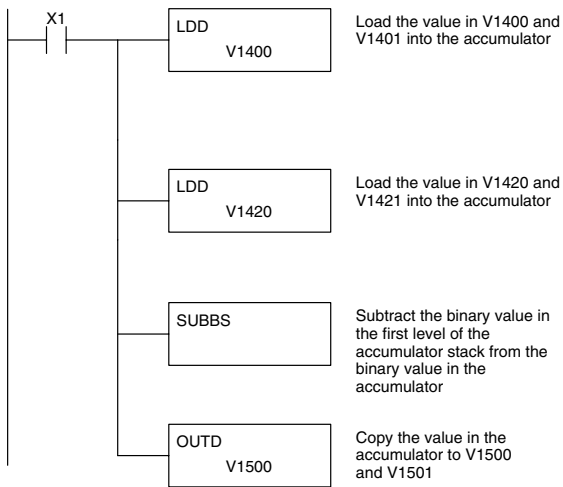 X1
LDD
V1400
Load the value in V1400 and
V1401 into the accumulator
LDD
V1420
Load the value in V1420 and
V1421 into the accumulator
SUBBS
Subtract the binary value in
the first level of the
accumulator stack from the
binary value in the
accumulator
OUTD
V1500
Copy the value in the
accumulator to V1500
and V1501